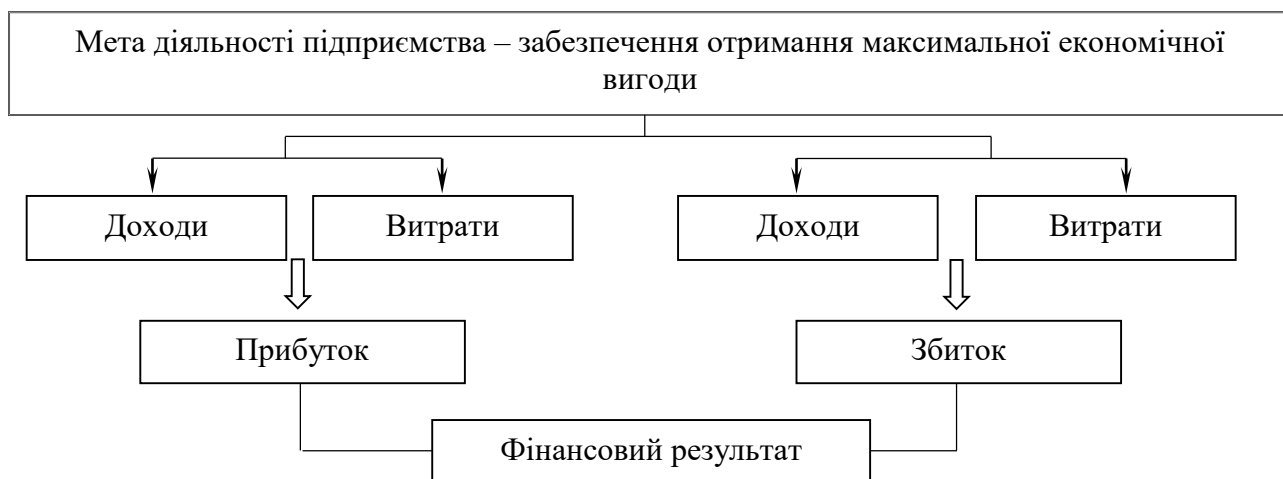 Мета діяльності підприємства – забезпечення отримання максимальної економічної
вигоди
Доходи
Витрати
Доходи
Витрати
Прибуток
Збиток
Фінансовий результат